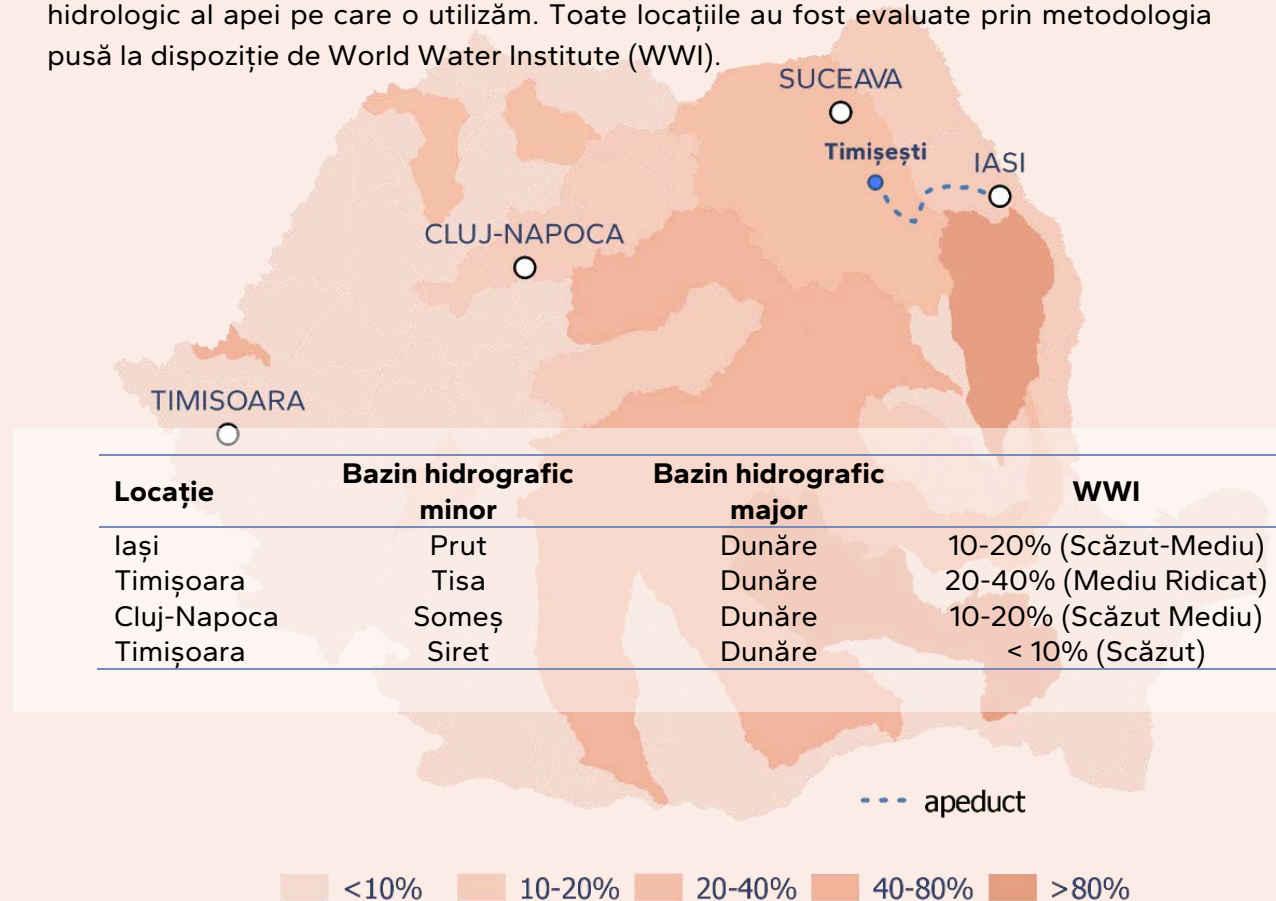 hidrologic al apei pe care o utilizăm. Toate locațiile au fost evaluate prin metodologia
pusă la dispoziție de World Water Institute (WWI).
SUCEAVA
Timișești
IASI
CLUJ-NAPOCA
TIMISOARA
Locație Bazin hidrografic minor Bazin hidrografic major WWI
Iași Prut Dunăre 10-20% (Scăzut-Mediu)
Timișoara Tisa Dunăre 20-40% (Mediu Ridicat)
Cluj-Napoca Someș Dunăre 10-20% (Scăzut Mediu)
Timișoara Siret Dunăre < 10% (Scăzut)
apeduct
<10% 10-20% 20-40% 40-80% >80%